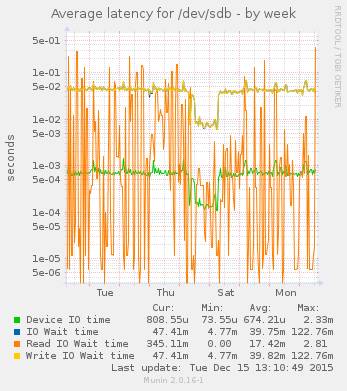 Average latency for /dev/sdb - by week
RRDTOOL / TOBI OETIKER
seconds
5e-01
1e-01
5e-02
1e-02
5e-03
1e-03
5e-04
1e-04
1e-05
5e-06
Tue Thu Sat Mon
Cur: Min: Avg: Max:
Device IO time 808.55u 73.55u 674.21u 2.33m
IO Wait time 47.41m 4.77m 39.75m 122.76m
Read IO Wait time 345.11m 0.00 17.42m 2.81
Write IO Wait time 47.41m 4.77m 39.82m 122.76m
Last update: Tue Dec 15 13:10:49 2015
Munin 2.0.16-1